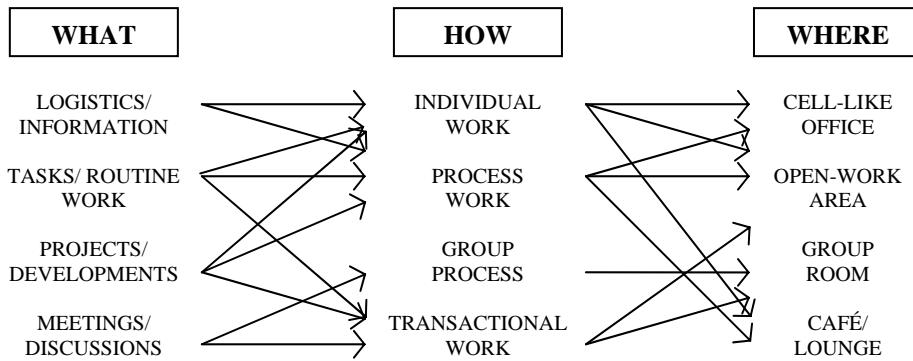 WHAT
HOW
WHERE
LOGISTICS/
INFORMATION
INDIVIDUAL
WORK
CELL-LIKE
OFFICE
TASKS/ ROUTINE
WORK
PROCESS
WORK
OPEN-WORK
AREA
PROJECTS/
DEVELOPMENTS
GROUP
PROCESS
GROUP
ROOM
MEETINGS/
DISCUSSIONS
TRANSACTIONAL
WORK
CAFÉ/
LOUNGE